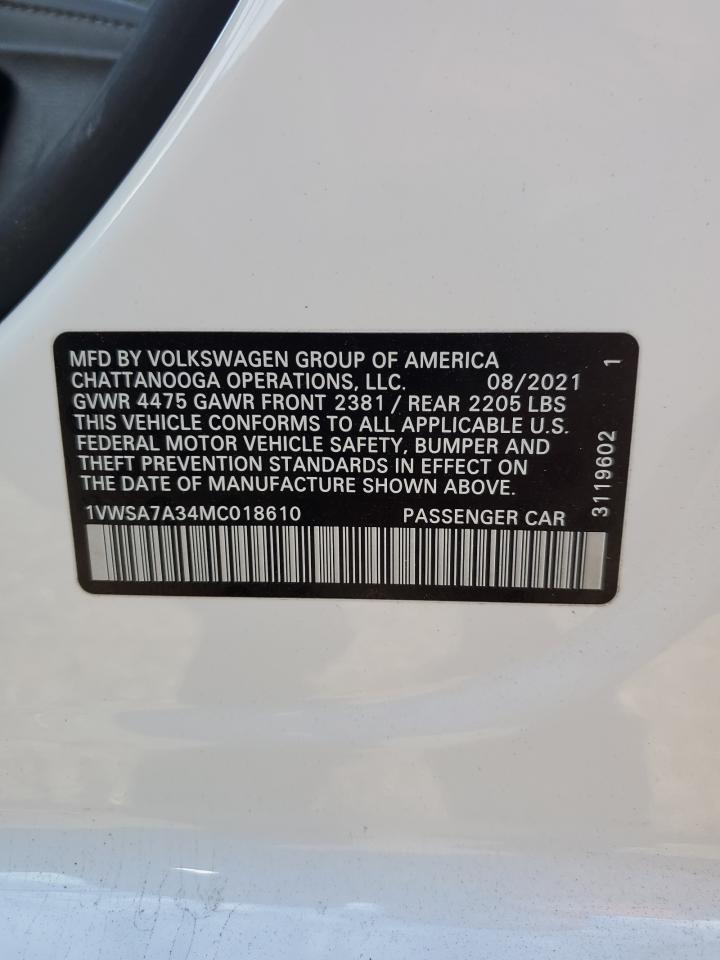 MFD BY VOLKSWAGEN GROUP OF AMERICA
CHATTANOOGA OPERATIONS, LLC. 08/2021
GVWR 4475 GAWR FRONT 2381 / REAR 2205 LBS
THIS VEHICLE CONFORMS TO ALL APPLICABLE U.S.
FEDERAL MOTOR VEHICLE SAFETY, BUMPER AND
THEFT PREVENTION STANDARDS IN EFFECT ON
THE DATE OF MANUFACTURE SHOWN ABOVE.
1VWSA7A34MC018610 PASSENGER CAR
3119602 1